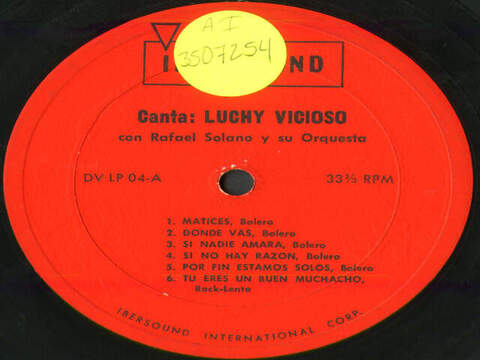 A I
3507254
ND
Canta: LUCHY VICIOSO
con Rafael Solano y su Orquesta
DV LP 04-A
33⅓ RPM
1. MATICES, Bolero
2. DONDE VAS, Bolero
3. SI NADIE AMARA, Bolero
4. SI NO HAY RAZON, Bolero
5. POR FIN ESTAMOS SOLOS, Bolero
6. TU ERES UN BUEN MUCHACHO,
Rock-Lento
IBERSOUND INTERNATIONAL CORP.